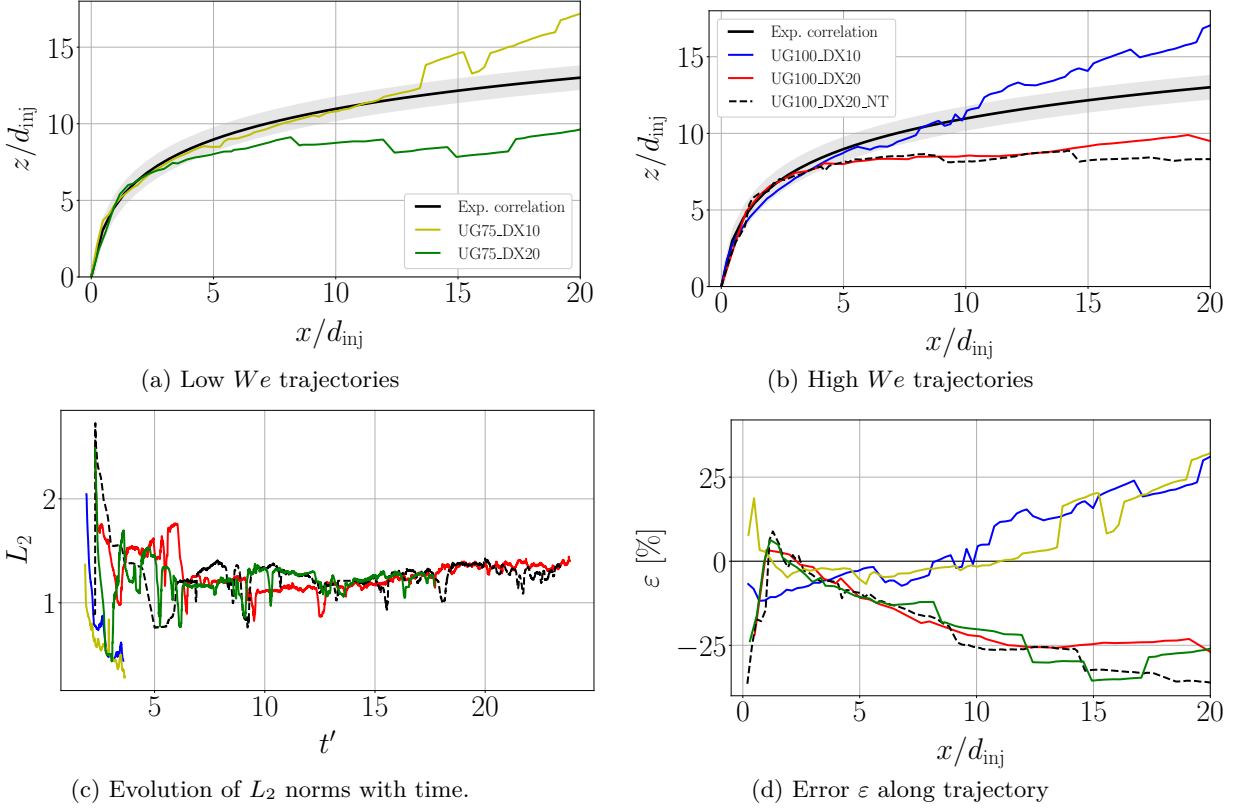 15
10
5
0
z/d_inj
Exp. correlation
UG75_DX10
UG75_DX20
0 5 10 15 20
x/d_inj
(a) Low We trajectories
15
10
5
0
z/d_inj
Exp. correlation
UG100_DX10
UG100_DX20
UG100_DX20_NT
0 5 10 15 20
x/d_inj
(b) High We trajectories
2
1
L_2
5 10 15 20
t′
(c) Evolution of L_2 norms with time.
25
0
−25
ε [%]
0 5 10 15 20
x/d_inj
(d) Error ε along trajectory